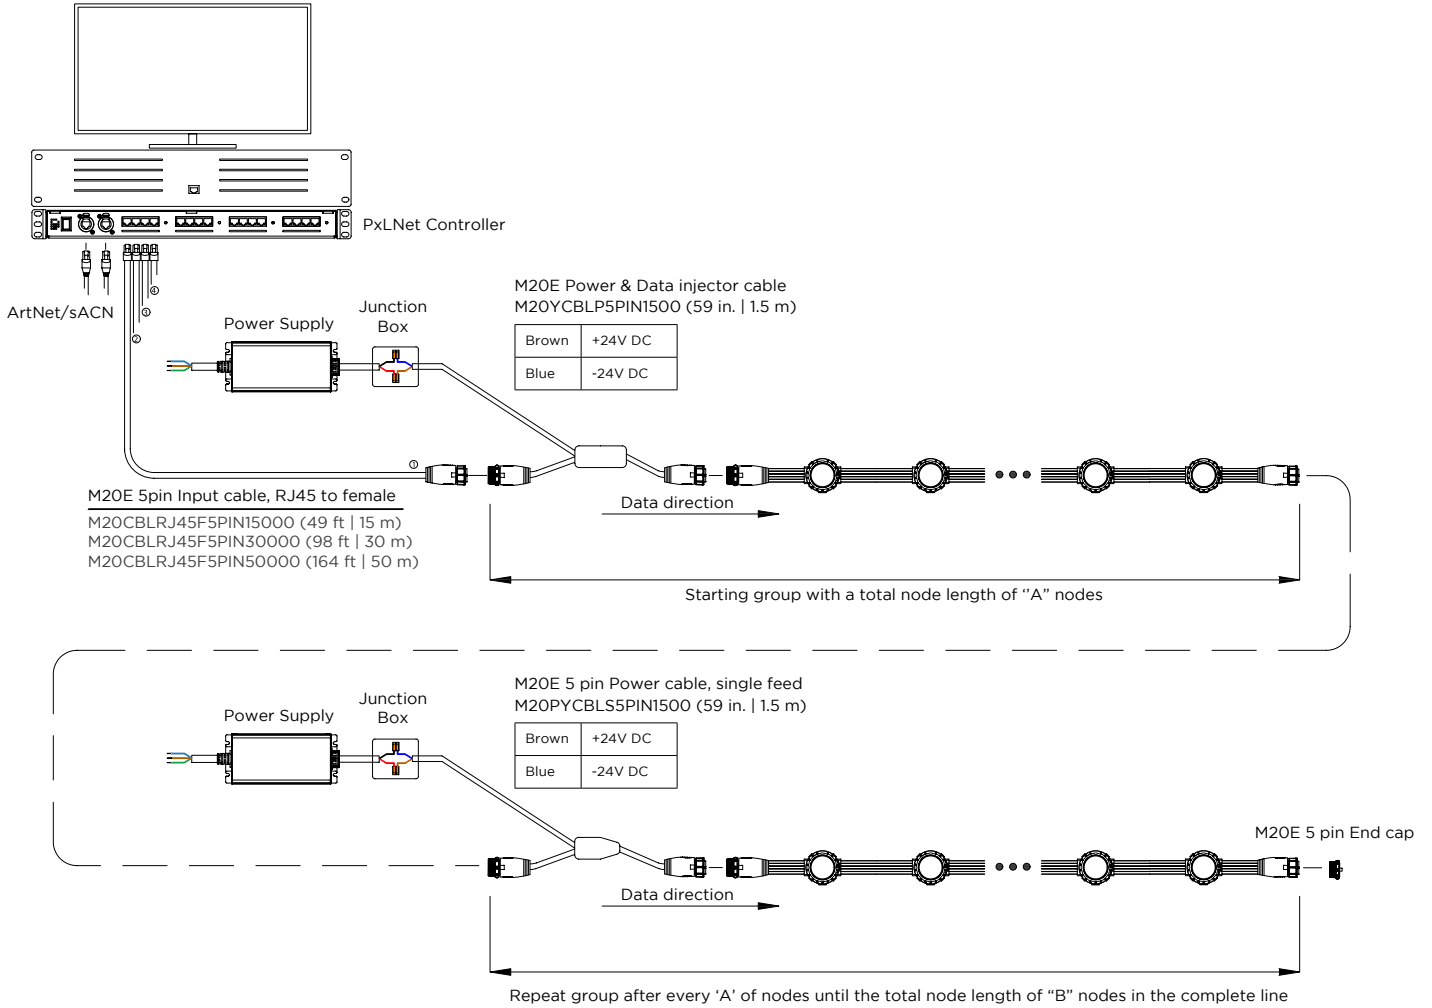 PxLNet Controller
ArtNet/sACN
④
③
②
①
Power Supply
Junction
Box
M20E Power & Data injector cable
M20YCBLP5PIN1500 (59 in. | 1.5 m)
Brown +24V DC
Blue -24V DC
M20E 5pin Input cable, RJ45 to female
M20CBLRJ45F5PIN15000 (49 ft | 15 m)
M20CBLRJ45F5PIN30000 (98 ft | 30 m)
M20CBLRJ45F5PIN50000 (164 ft | 50 m)
Data direction
Starting group with a total node length of ‘’A” nodes
Power Supply
Junction
Box
M20E 5 pin Power cable, single feed
M20PYCBLS5PIN1500 (59 in. | 1.5 m)
Brown +24V DC
Blue -24V DC
M20E 5 pin End cap
Data direction
Repeat group after every ‘A’ of nodes until the total node length of “B” nodes in the complete line